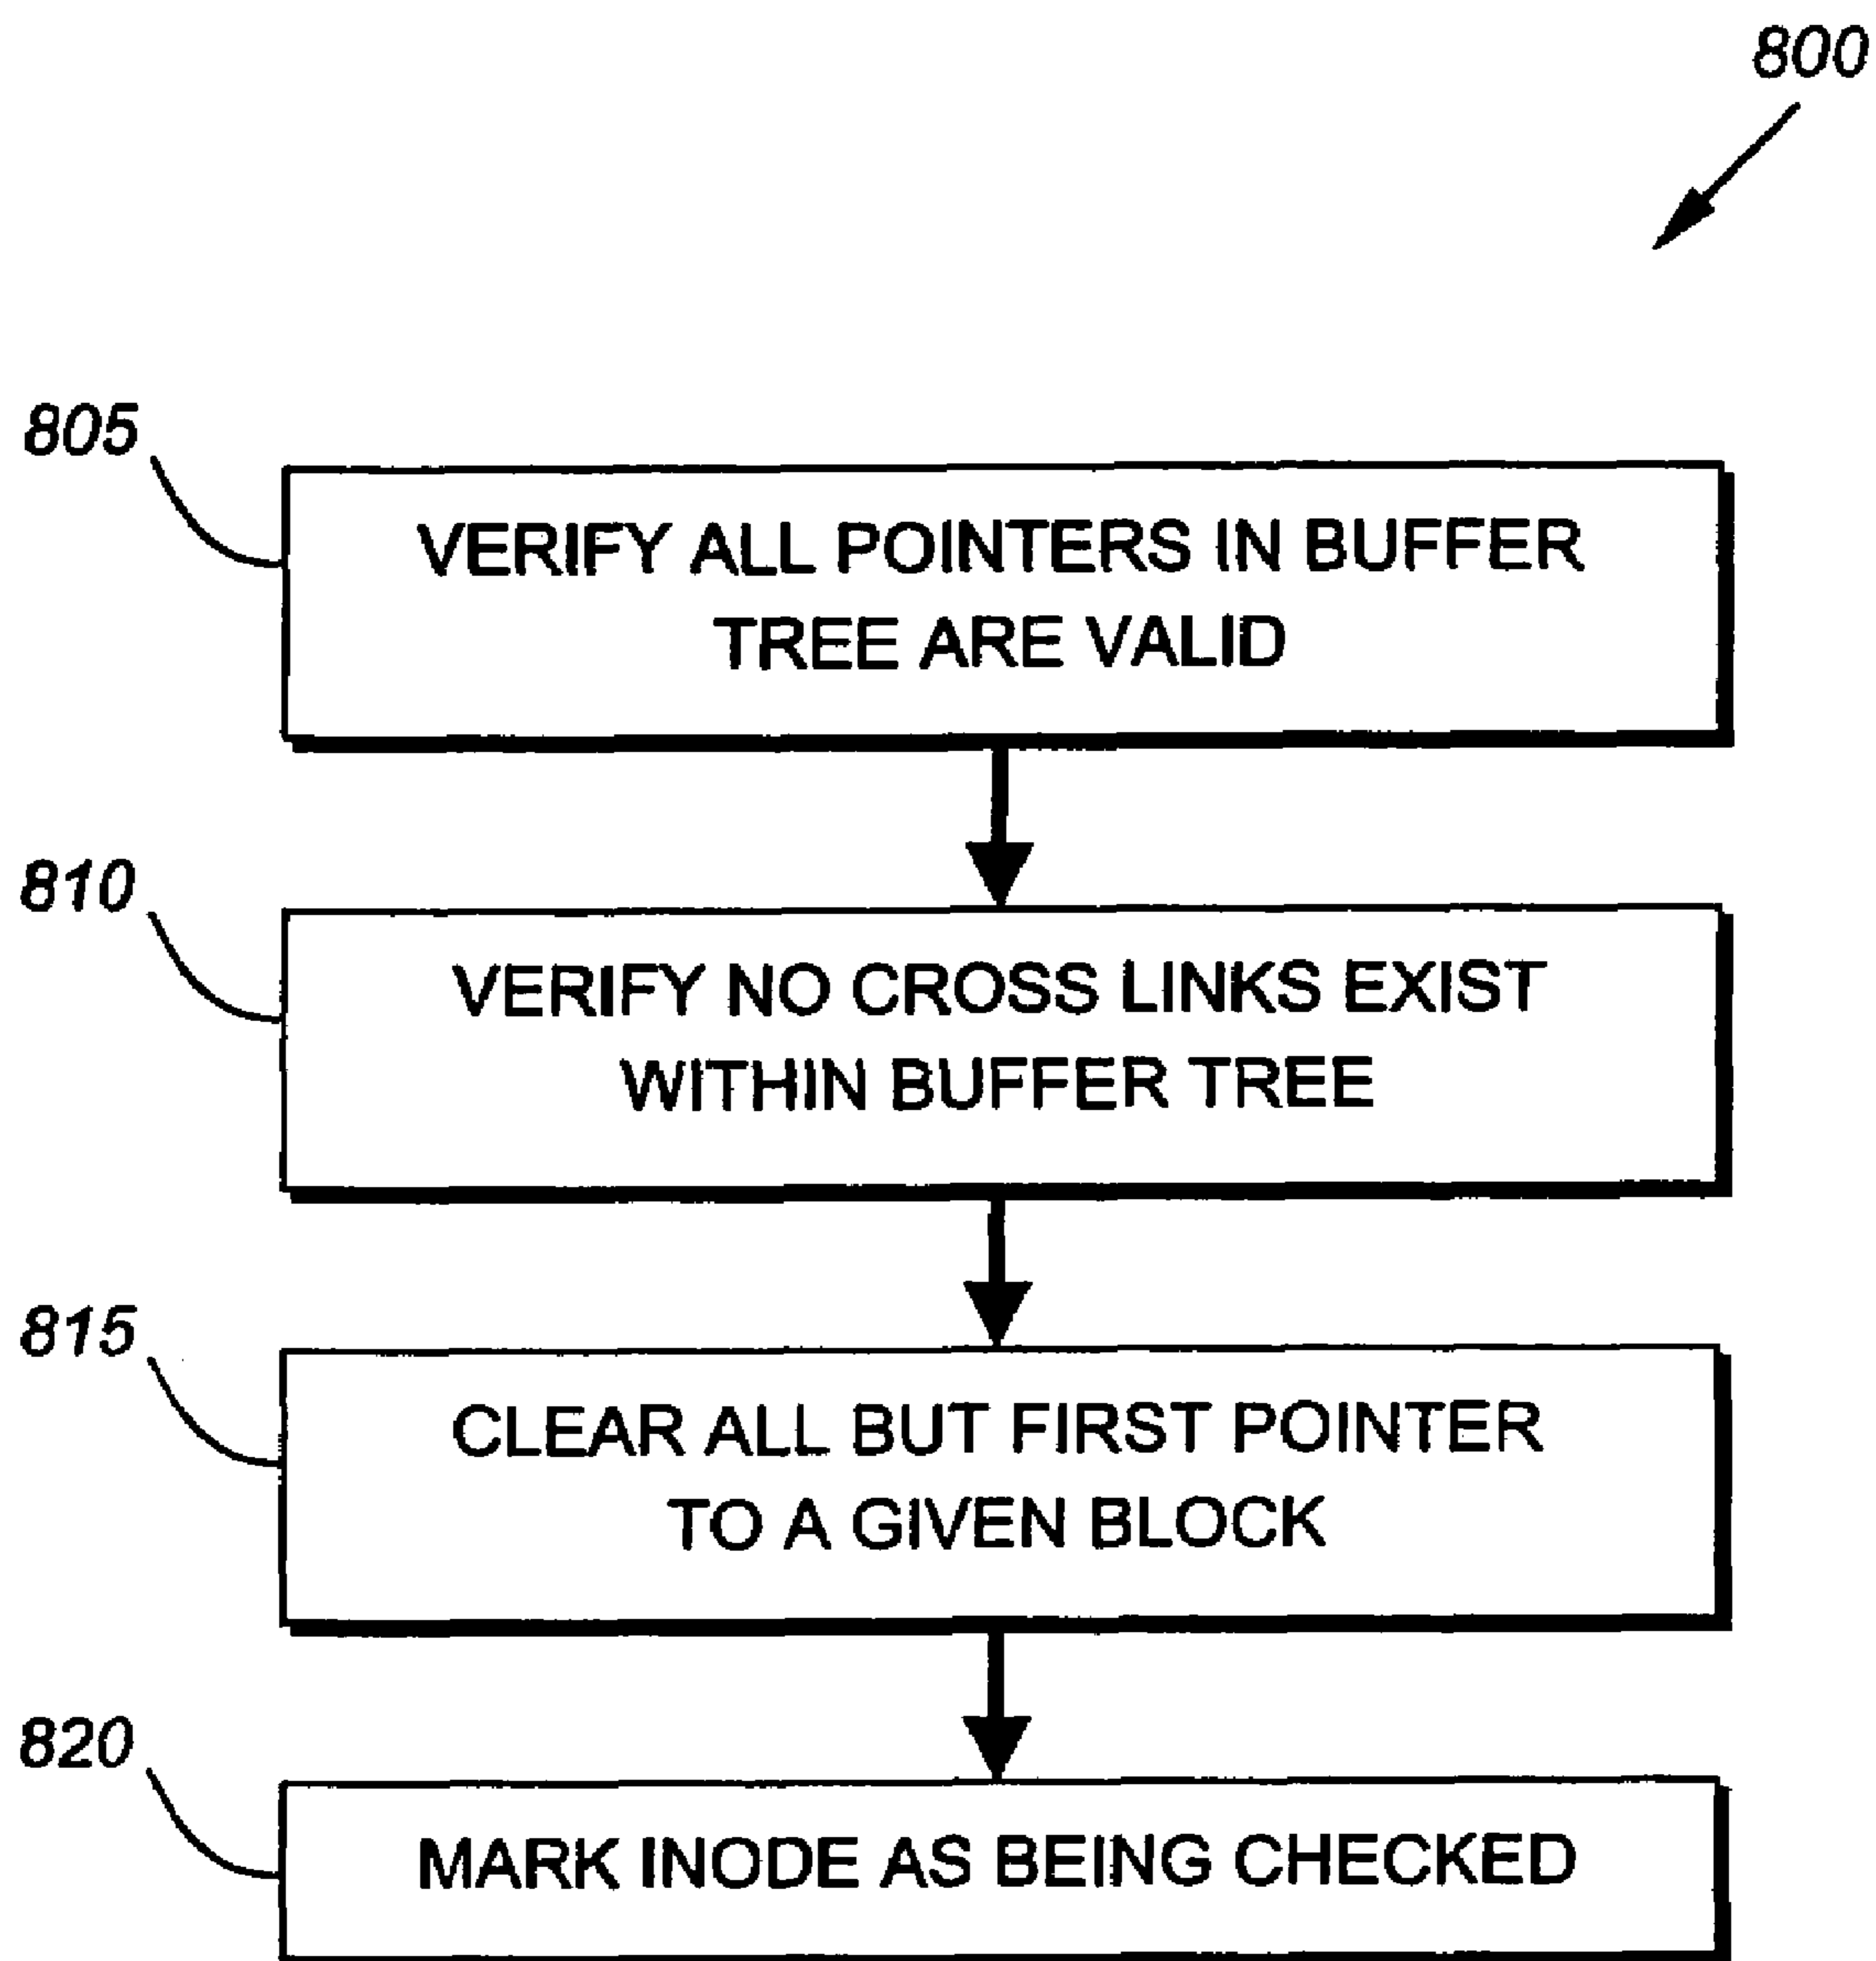 800
805
VERIFY ALL POINTERS IN BUFFER
TREE ARE VALID
810
VERIFY NO CROSS LINKS EXIST
WITHIN BUFFER TREE
815
CLEAR ALL BUT FIRST POINTER
TO A GIVEN BLOCK
820
MARK INODE AS BEING CHECKED